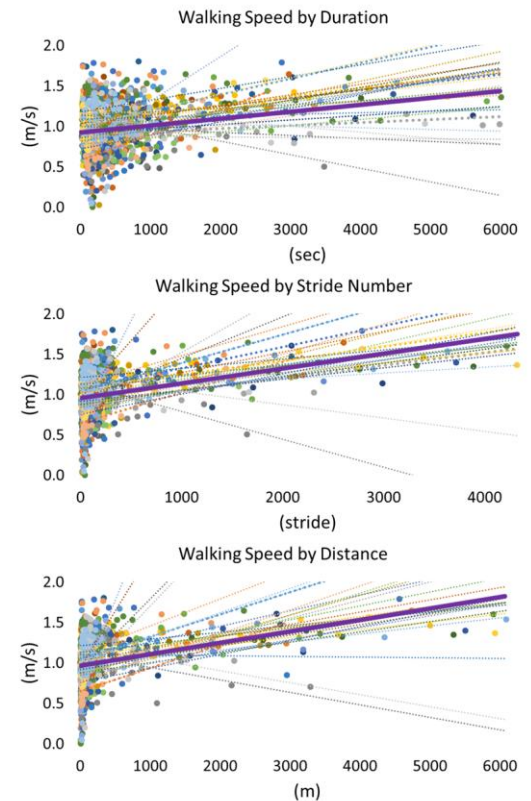 Walking Speed by Duration
2.0
1.5
1.0
0.5
0.0
(m/s)
0 1000 2000 3000 4000 5000 6000
(sec)
Walking Speed by Stride Number
2.0
1.5
1.0
0.5
0.0
(m/s)
0 1000 2000 3000 4000
(stride)
Walking Speed by Distance
2.0
1.5
1.0
0.5
0.0
(m/s)
0 1000 2000 3000 4000 5000 6000
(m)